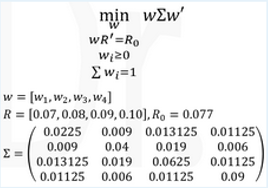 min wΣw'
w
wR'=R₀
wᵢ≥0
∑ wᵢ=1
w = [w₁, w₂, w₃, w₄]
R = [0.07, 0.08, 0.09, 0.10], R₀ = 0.077
0.0225 0.009 0.013125 0.01125
0.009 0.04 0.019 0.006
Σ = ( )
0.013125 0.019 0.0625 0.01125
0.01125 0.006 0.01125 0.09